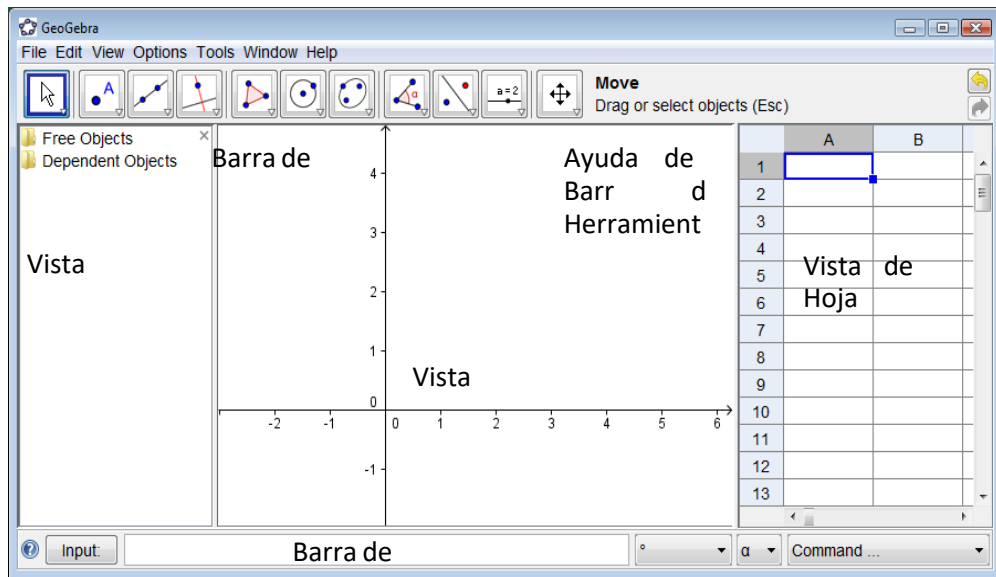 GeoGebra
File Edit View Options Tools Window Help
A
α
a=2
Move
Drag or select objects (Esc)
Free Objects
Dependent Objects
Barra de
Ayuda de
Barr d
Herramient
Vista
Vista
4
3
2
1
0
-1
-2 -1 0 1 2 3 4 5 6
A B
1
2
3
4
5
6
7
8
9
10
11
12
13
Vista de
Hoja
Input:
Barra de
° α Command ...